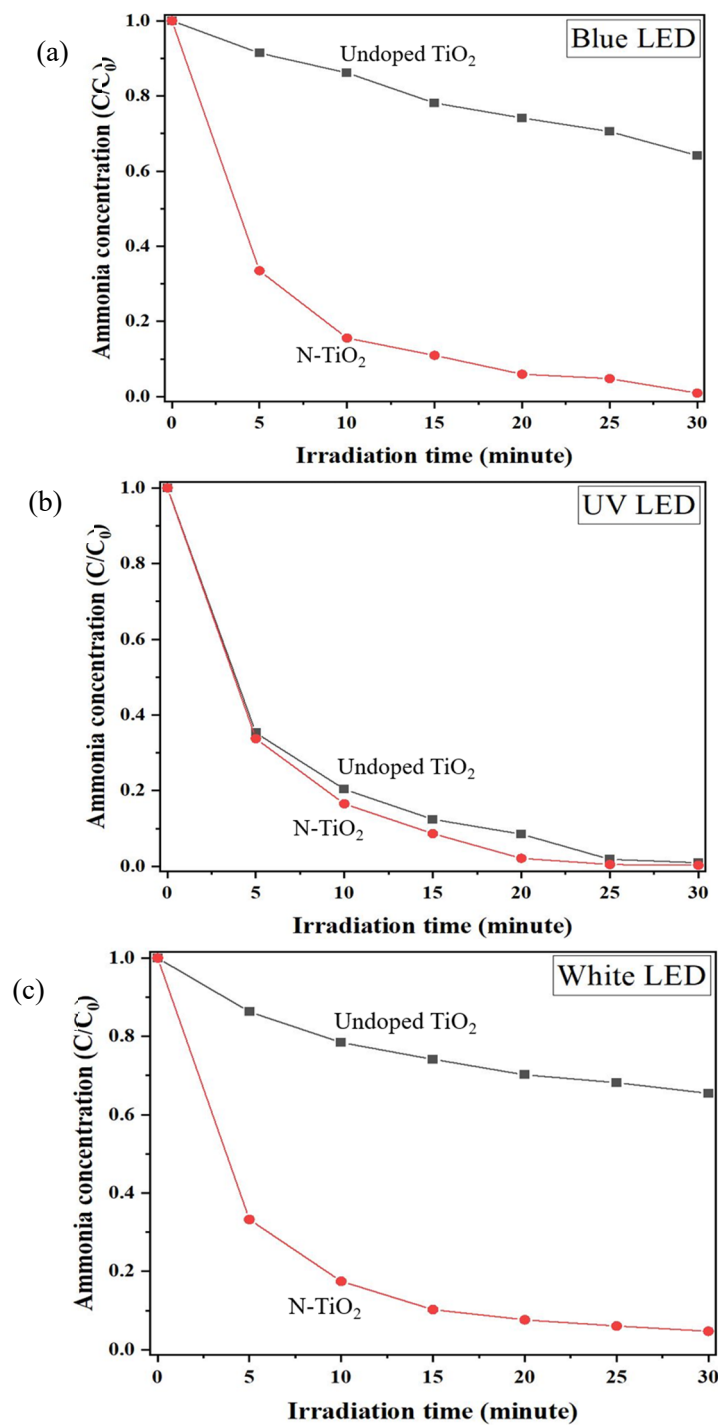 (a)
Blue LED
Undoped TiO₂
N-TiO₂
Ammonia concentration (C/C₀)
1.0
0.8
0.6
0.4
0.2
0.0
0 5 10 15 20 25 30
Irradiation time (minute)
(b)
UV LED
Undoped TiO₂
N-TiO₂
Ammonia concentration (C/C₀)
1.0
0.8
0.6
0.4
0.2
0.0
0 5 10 15 20 25 30
Irradiation time (minute)
(c)
White LED
Undoped TiO₂
N-TiO₂
Ammonia concentration (C/C₀)
1.0
0.8
0.6
0.4
0.2
0.0
0 5 10 15 20 25 30
Irradiation time (minute)